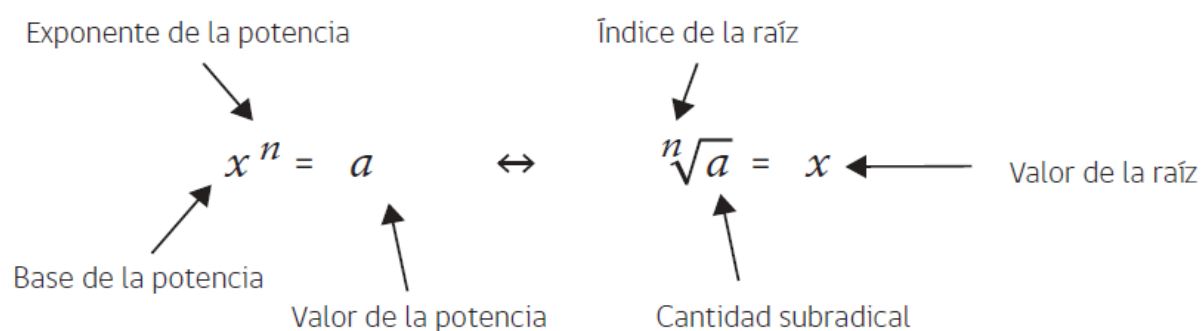 Exponente de la potencia
Índice de la raíz
xⁿ = a ↔ ⁿ√a = x
Valor de la raíz
Base de la potencia
Valor de la potencia
Cantidad subradical